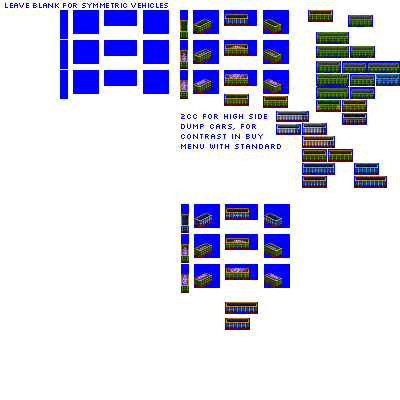 LEAVE BLANK FOR SYMMETRIC VEHICLES
2CC FOR HIGH SIDE
DUMP CARS, FOR
CONTRAST IN BUY
MENU WITH STANDARD